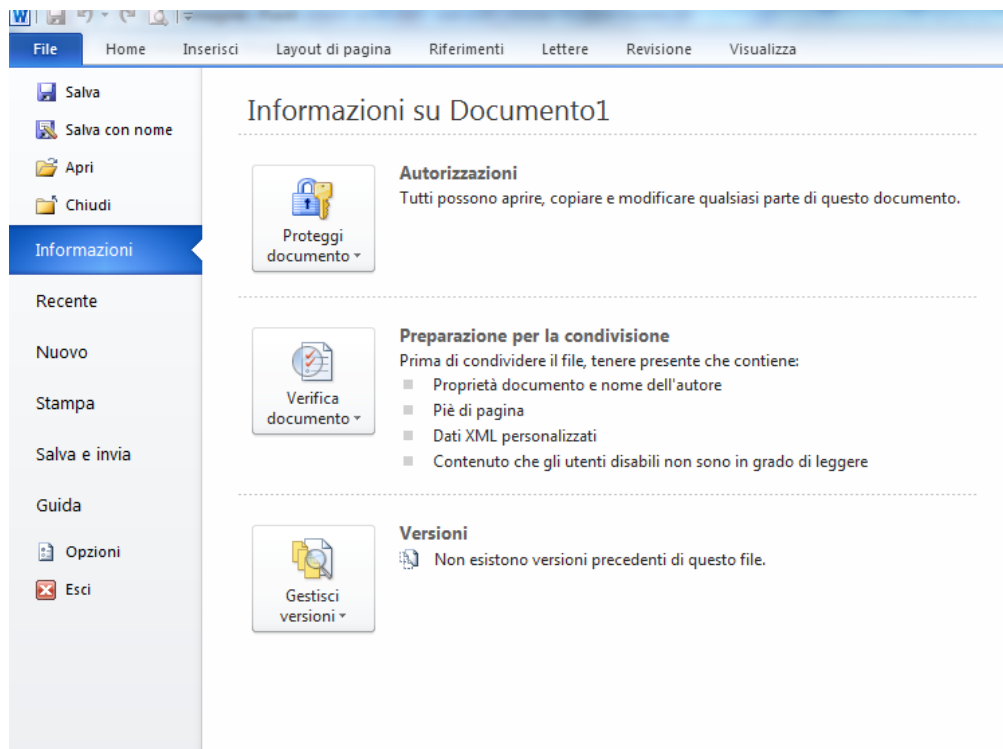 W
File Home Inserisci Layout di pagina Riferimenti Lettere Revisione Visualizza
Salva
Salva con nome
Apri
Chiudi
Informazioni
Recente
Nuovo
Stampa
Salva e invia
Guida
Opzioni
Esci
Informazioni su Documento1
Proteggi
documento
Autorizzazioni
Tutti possono aprire, copiare e modificare qualsiasi parte di questo documento.
Verifica
documento
Preparazione per la condivisione
Prima di condividere il file, tenere presente che contiene:
Proprietà documento e nome dell'autore
Piè di pagina
Dati XML personalizzati
Contenuto che gli utenti disabili non sono in grado di leggere
Gestisci
versioni
Versioni
Non esistono versioni precedenti di questo file.